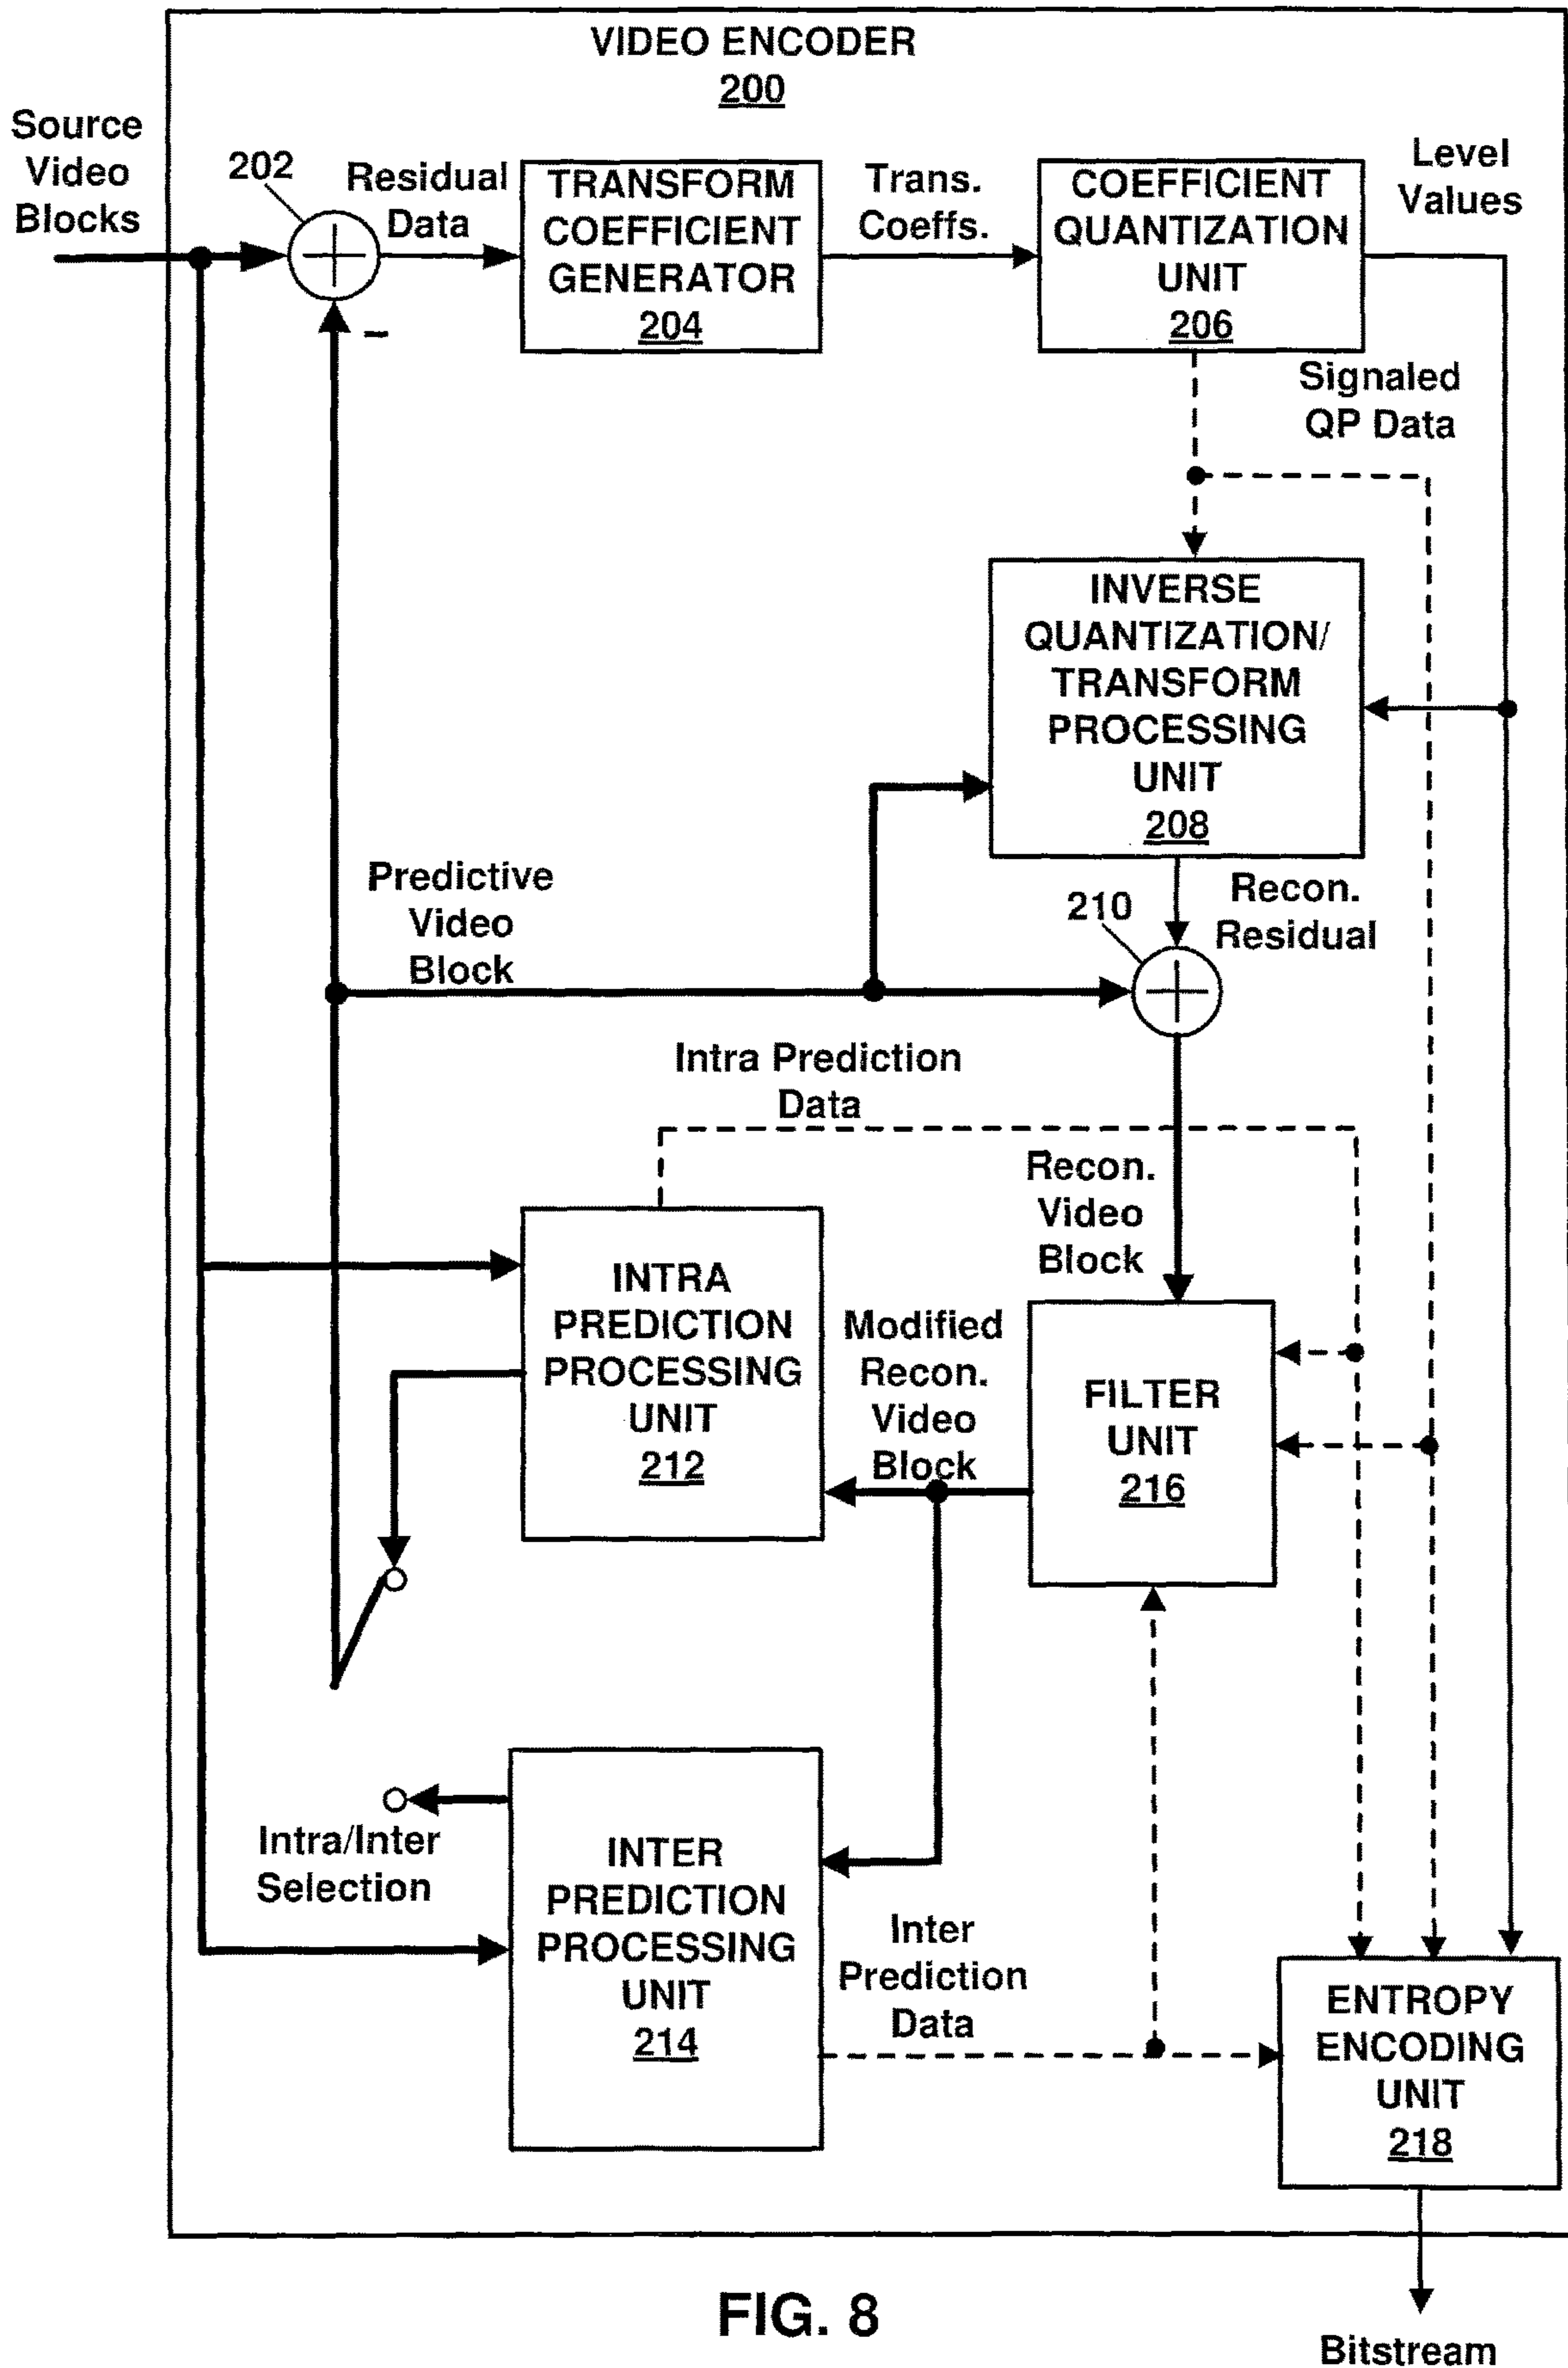 VIDEO ENCODER
200
Source
Video
Blocks
202
Residual
Data
TRANSFORM
COEFFICIENT
GENERATOR
204
Trans.
Coeffs.
COEFFICIENT
QUANTIZATION
UNIT
206
Level
Values
–
Signaled
QP Data
INVERSE
QUANTIZATION/
TRANSFORM
PROCESSING
UNIT
208
Predictive
Video
Block
210
Recon.
Residual
Intra Prediction
Data
Recon.
Video
Block
INTRA
PREDICTION
PROCESSING
UNIT
212
Modified
Recon.
Video
Block
FILTER
UNIT
216
Intra/Inter
Selection
INTER
PREDICTION
PROCESSING
UNIT
214
Inter
Prediction
Data
ENTROPY
ENCODING
UNIT
218
FIG. 8
Bitstream